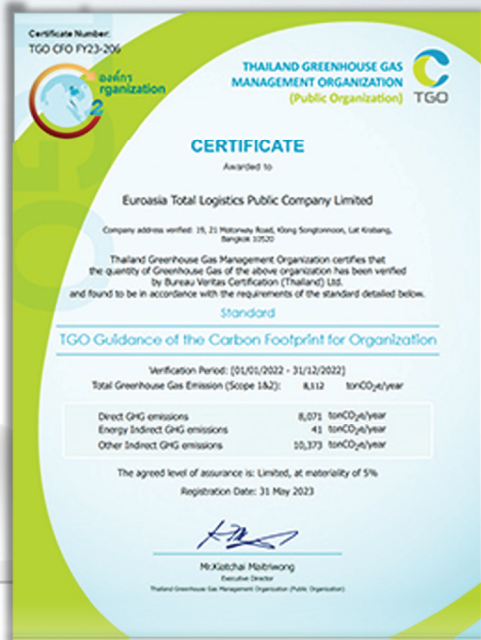 Certificate Number:
TGO CFO FY23-206
องค์กร
rganization
2
THAILAND GREENHOUSE GAS
MANAGEMENT ORGANIZATION
(Public Organization)
TGO
CERTIFICATE
Awarded to
Euroasia Total Logistics Public Company Limited
Company address verified: 19, 21 Motorway Road, Klong Songtonnoon, Lat Krabang,
Bangkok 10520
Thailand Greenhouse Gas Management Organization certifies that
the quantity of Greenhouse Gas of the above organization has been verified
by Bureau Veritas Certification (Thailand) Ltd.
and found to be in accordance with the requirements of the standard detailed below.
Standard
TGO Guidance of the Carbon Footprint for Organization
Verification Period: [01/01/2022 - 31/12/2022]
Total Greenhouse Gas Emission (Scope 1&2): 8,112 tonCO₂e/year
Direct GHG emissions 8,071 tonCO₂e/year
Energy Indirect GHG emissions 41 tonCO₂e/year
Other Indirect GHG emissions 10,373 tonCO₂e/year
The agreed level of assurance is: Limited, at materiality of 5%
Registration Date: 31 May 2023
Mr.Kiatchai Maitriwong
Executive Director
Thailand Greenhouse Gas Management Organization (Public Organization)